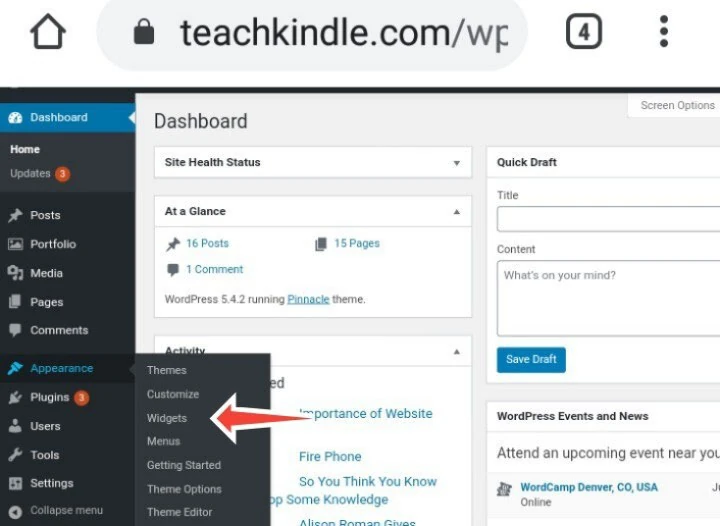 teachkindle.com/wp
4
Dashboard
Home
Updates 3
Posts
Portfolio
Media
Pages
Comments
Appearance
Plugins 3
Users
Tools
Settings
Collapse menu
Themes
Customize
Widgets
Menus
Getting Started
Theme Options
Theme Editor
Screen Options
Dashboard
Site Health Status
At a Glance
16 Posts
15 Pages
1 Comment
WordPress 5.4.2 running Pinnacle theme.
Activity
Importance of Website
Fire Phone
So You Think You Know
Some Knowledge
Alison Roman Gives
Quick Draft
Title
Content
What's on your mind?
Save Draft
WordPress Events and News
Attend an upcoming event near
WordCamp Denver, CO, USA
Online